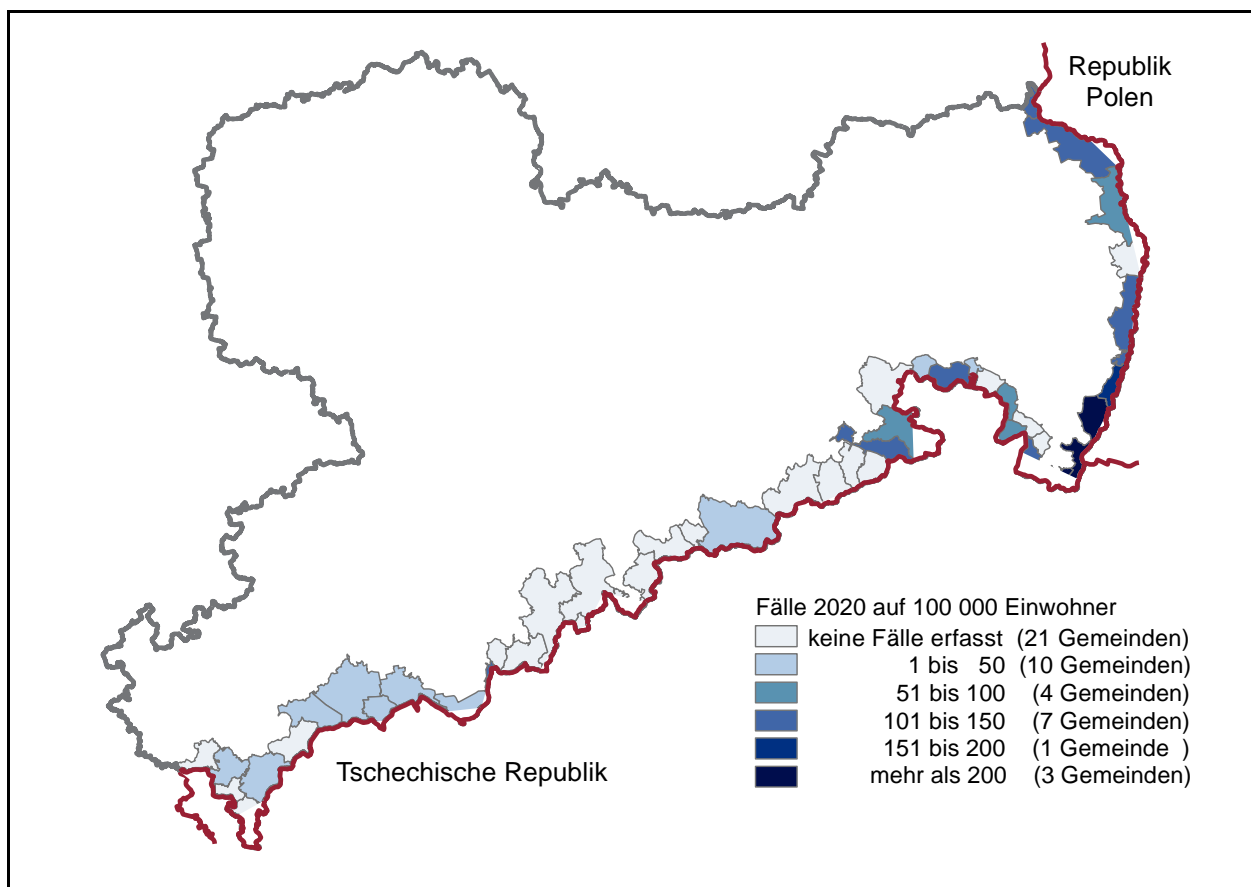 Republik
Polen
Tschechische Republik
Fälle 2020 auf 100 000 Einwohner
keine Fälle erfasst (21 Gemeinden)
1 bis 50 (10 Gemeinden)
51 bis 100 (4 Gemeinden)
101 bis 150 (7 Gemeinden)
151 bis 200 (1 Gemeinde )
mehr als 200 (3 Gemeinden)